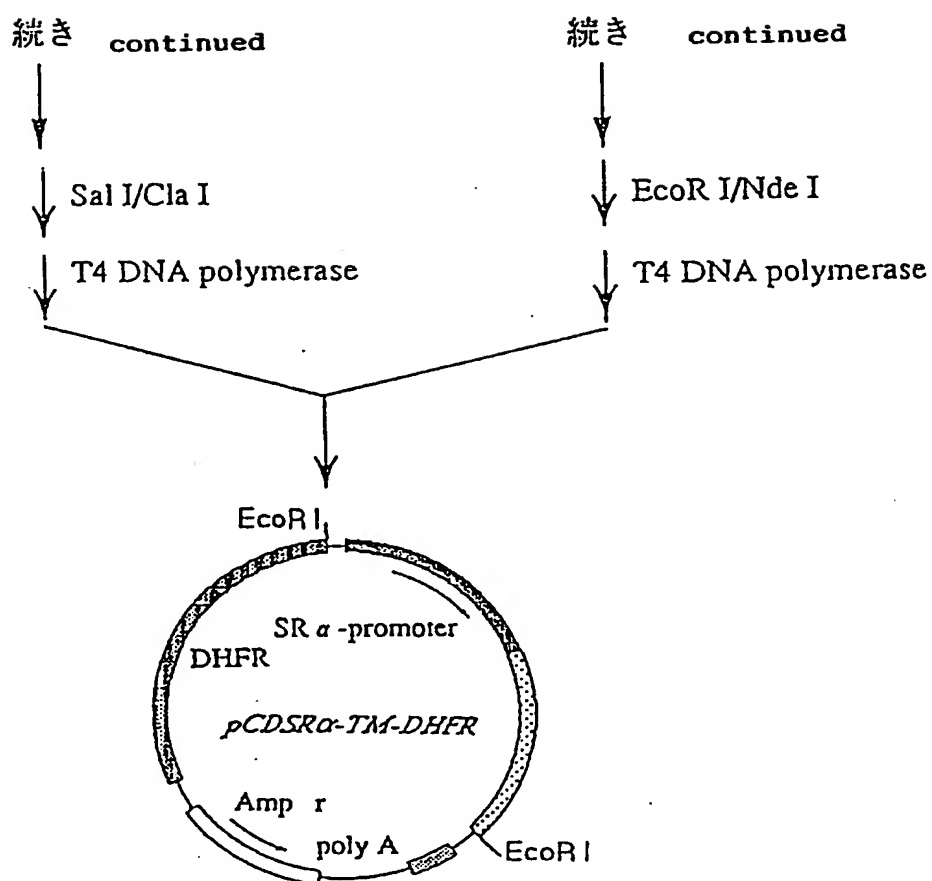 続き continued
続き continued
Sal I/Cla I
EcoR I/Nde I
T4 DNA polymerase
T4 DNA polymerase
EcoR I
SR α -promoter
DHFR
pCDSRα-TM-DHFR
Amp r
poly A
EcoR I